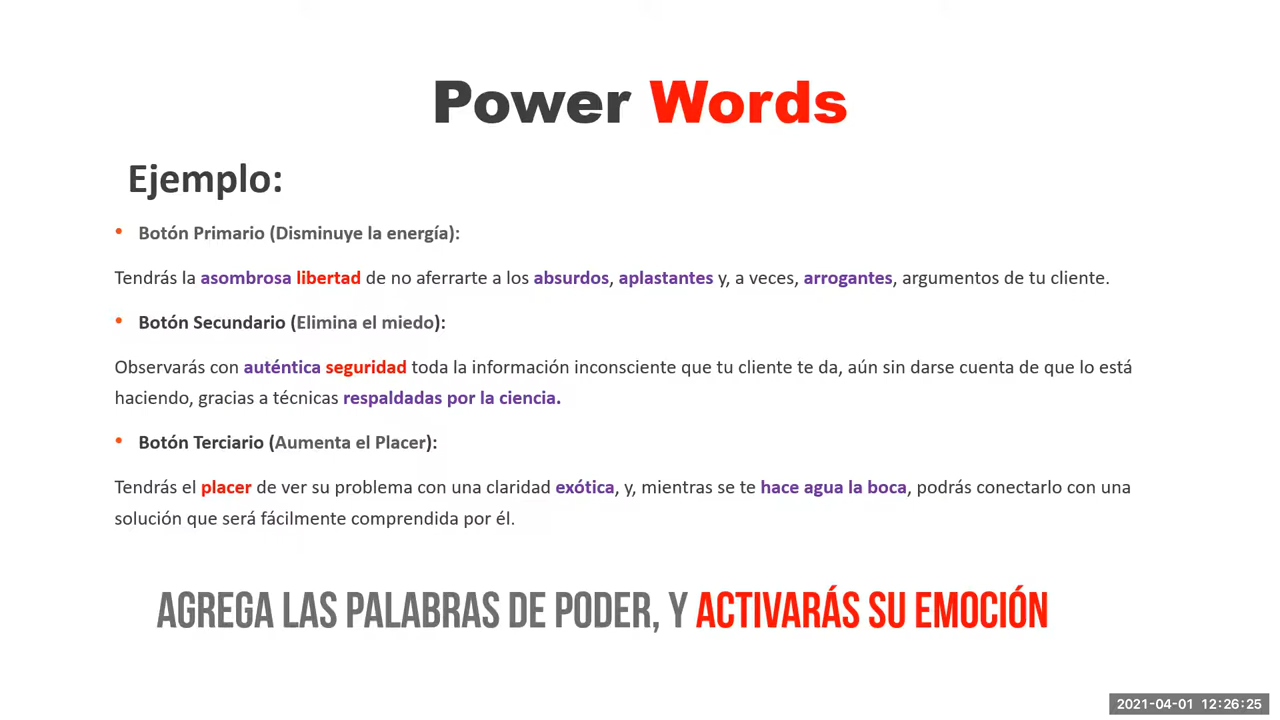 Power Words
Ejemplo:
• Botón Primario (Disminuye la energía):
Tendrás la asombrosa libertad de no aferrarte a los absurdos, aplastantes y, a veces, arrogantes, argumentos de tu cliente.
• Botón Secundario (Elimina el miedo):
Observarás con auténtica seguridad toda la información inconsciente que tu cliente te da, aún sin darse cuenta de que lo está
haciendo, gracias a técnicas respaldadas por la ciencia.
• Botón Terciario (Aumenta el Placer):
Tendrás el placer de ver su problema con una claridad exótica, y, mientras se te hace agua la boca, podrás conectarlo con una
solución que será fácilmente comprendida por él.
AGREGA LAS PALABRAS DE PODER, Y ACTIVARÁS SU EMOCIÓN
2021-04-01 12:26:25